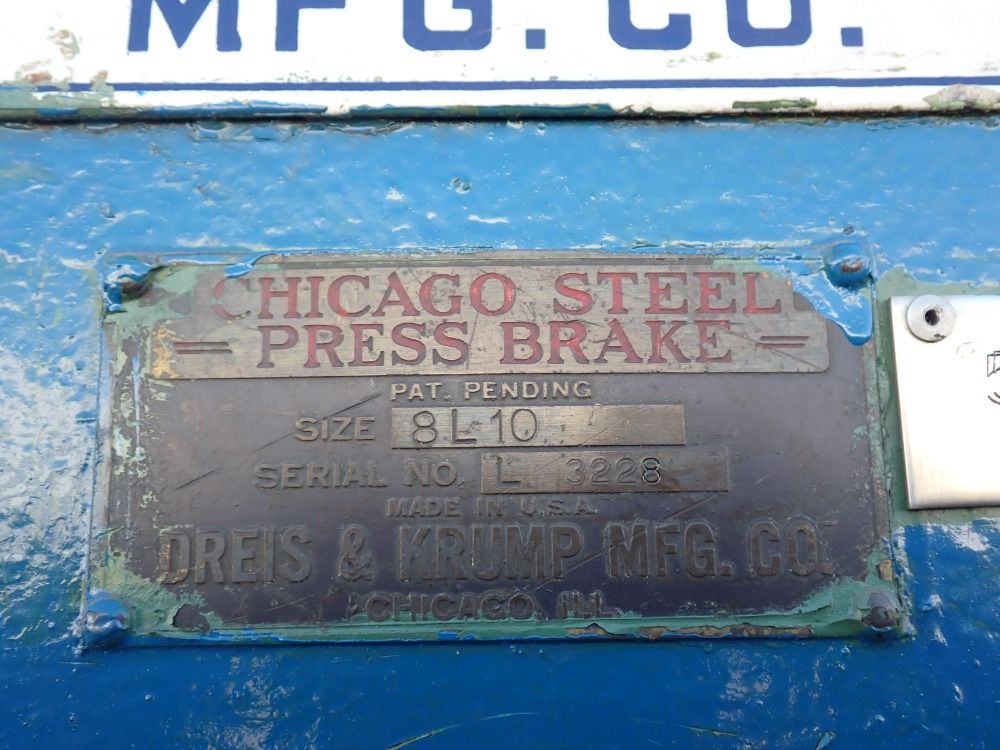 MFG. CO.
CHICAGO STEEL
= PRESS BRAKE =
PAT. PENDING
SIZE 8L10
SERIAL NO. L 3228
MADE IN U.S.A.
DREIS & KRUMP MFG. CO.
CHICAGO, ILL.